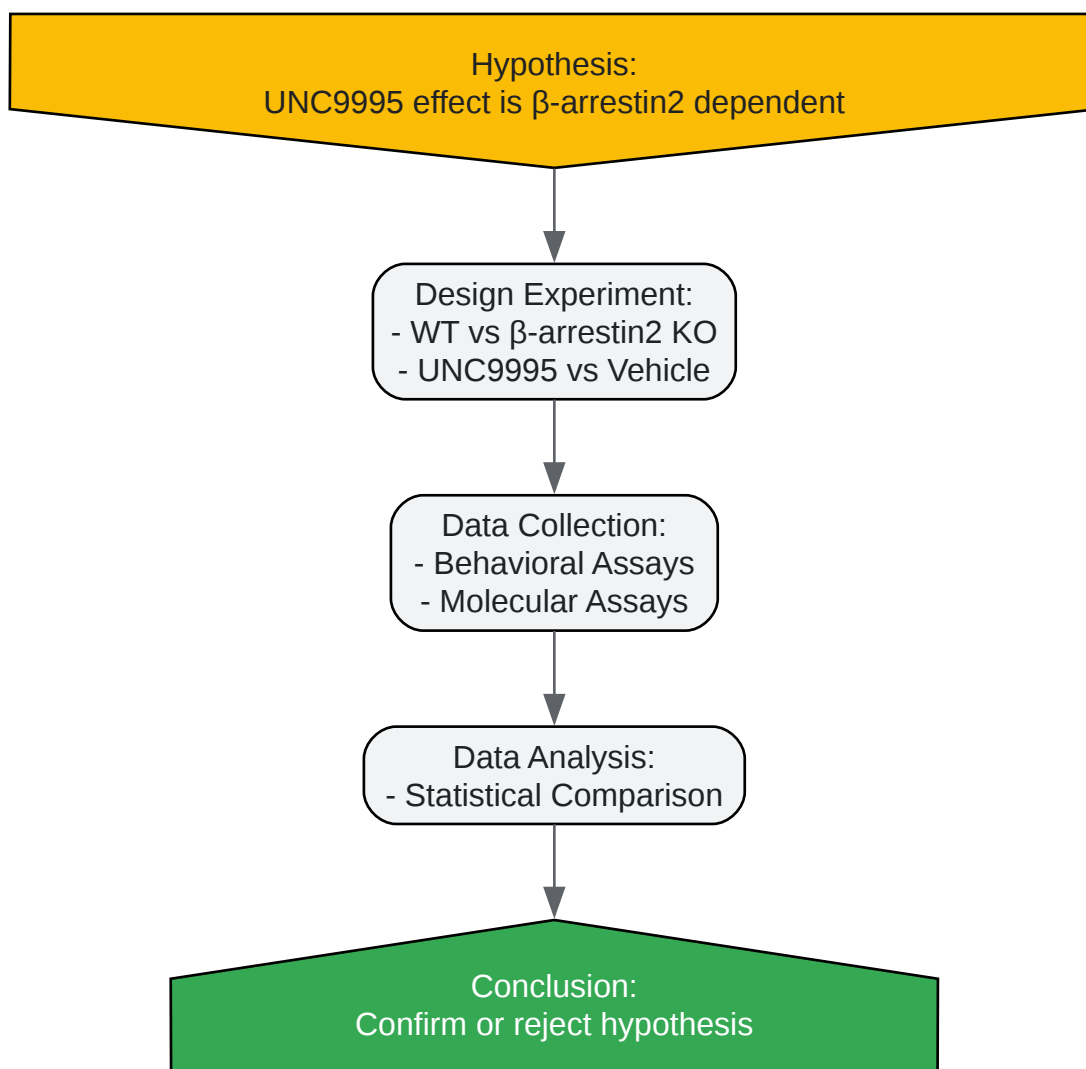 Hypothesis:
UNC9995 effect is β-arrestin2 dependent
Design Experiment:
- WT vs β-arrestin2 KO
- UNC9995 vs Vehicle
Data Collection:
- Behavioral Assays
- Molecular Assays
Data Analysis:
- Statistical Comparison
Conclusion:
Confirm or reject hypothesis